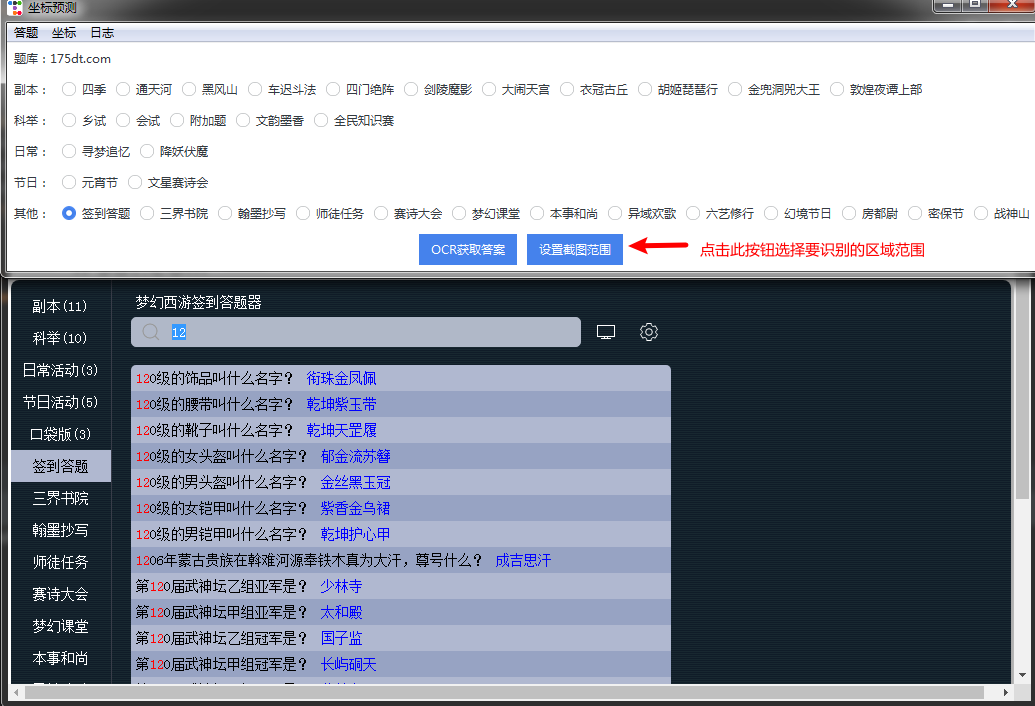 坐标预测
答题 坐标 日志
题库：175dt.com
副本： 四季 通天河 黑风山 车迟斗法 四门绝阵 剑陵魔影 大闹天宫 衣冠古丘 胡姬琵琶行 金兜洞兕大王 敦煌夜谭上部
科举： 乡试 会试 附加题 文韵墨香 全民知识赛
日常： 寻梦追忆 降妖伏魔
节日： 元宵节 文星赛诗会
其他： 签到答题 三界书院 翰墨抄写 师徒任务 赛诗大会 梦幻课堂 本事和尚 异域欢歌 六艺修行 幻境节日 房都尉 密保节 战神山
OCR获取答案 设置截图范围 点击此按钮选择要识别的区域范围
副本(11)
科举(10)
日常活动(3)
节日活动(5)
口袋版(3)
签到答题
三界书院
翰墨抄写
师徒任务
赛诗大会
梦幻课堂
本事和尚
梦幻西游签到答题器
12
120级的饰品叫什么名字？ 衔珠金凤佩
120级的腰带叫什么名字？ 乾坤紫玉带
120级的靴子叫什么名字？ 乾坤天罡履
120级的女头盔叫什么名字？ 郁金流苏簪
120级的男头盔叫什么名字？ 金丝黑玉冠
120级的女铠甲叫什么名字？ 紫香金乌裙
120级的男铠甲叫什么名字？ 乾坤护心甲
1206年蒙古贵族在斡难河源奉铁木真为大汗，尊号什么？ 成吉思汗
第120届武神坛乙组亚军是？ 少林寺
第120届武神坛甲组亚军是？ 太和殿
第120届武神坛乙组冠军是？ 国子监
第120届武神坛甲组冠军是？ 长屿硐天